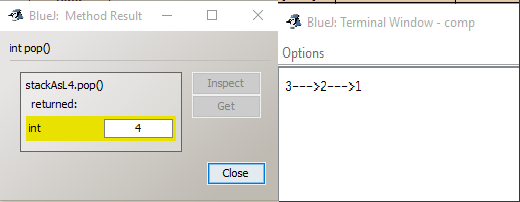 BlueJ: Method Result
int pop()
stackAsL4.pop()
returned:
int 4
Inspect
Get
Close
BlueJ: Terminal Window - comp
Options
3--->2--->1